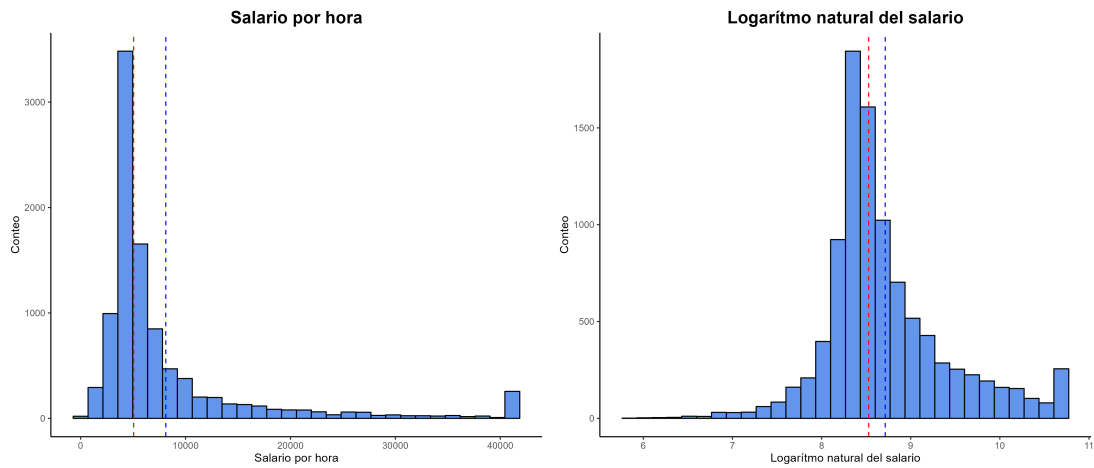 Salario por hora
Conteo
3000
2000
1000
0
0 10000 20000 30000 40000
Salario por hora
Logarítmo natural del salario
Conteo
1500
1000
500
0
6 7 8 9 10 11
Logarítmo natural del salario